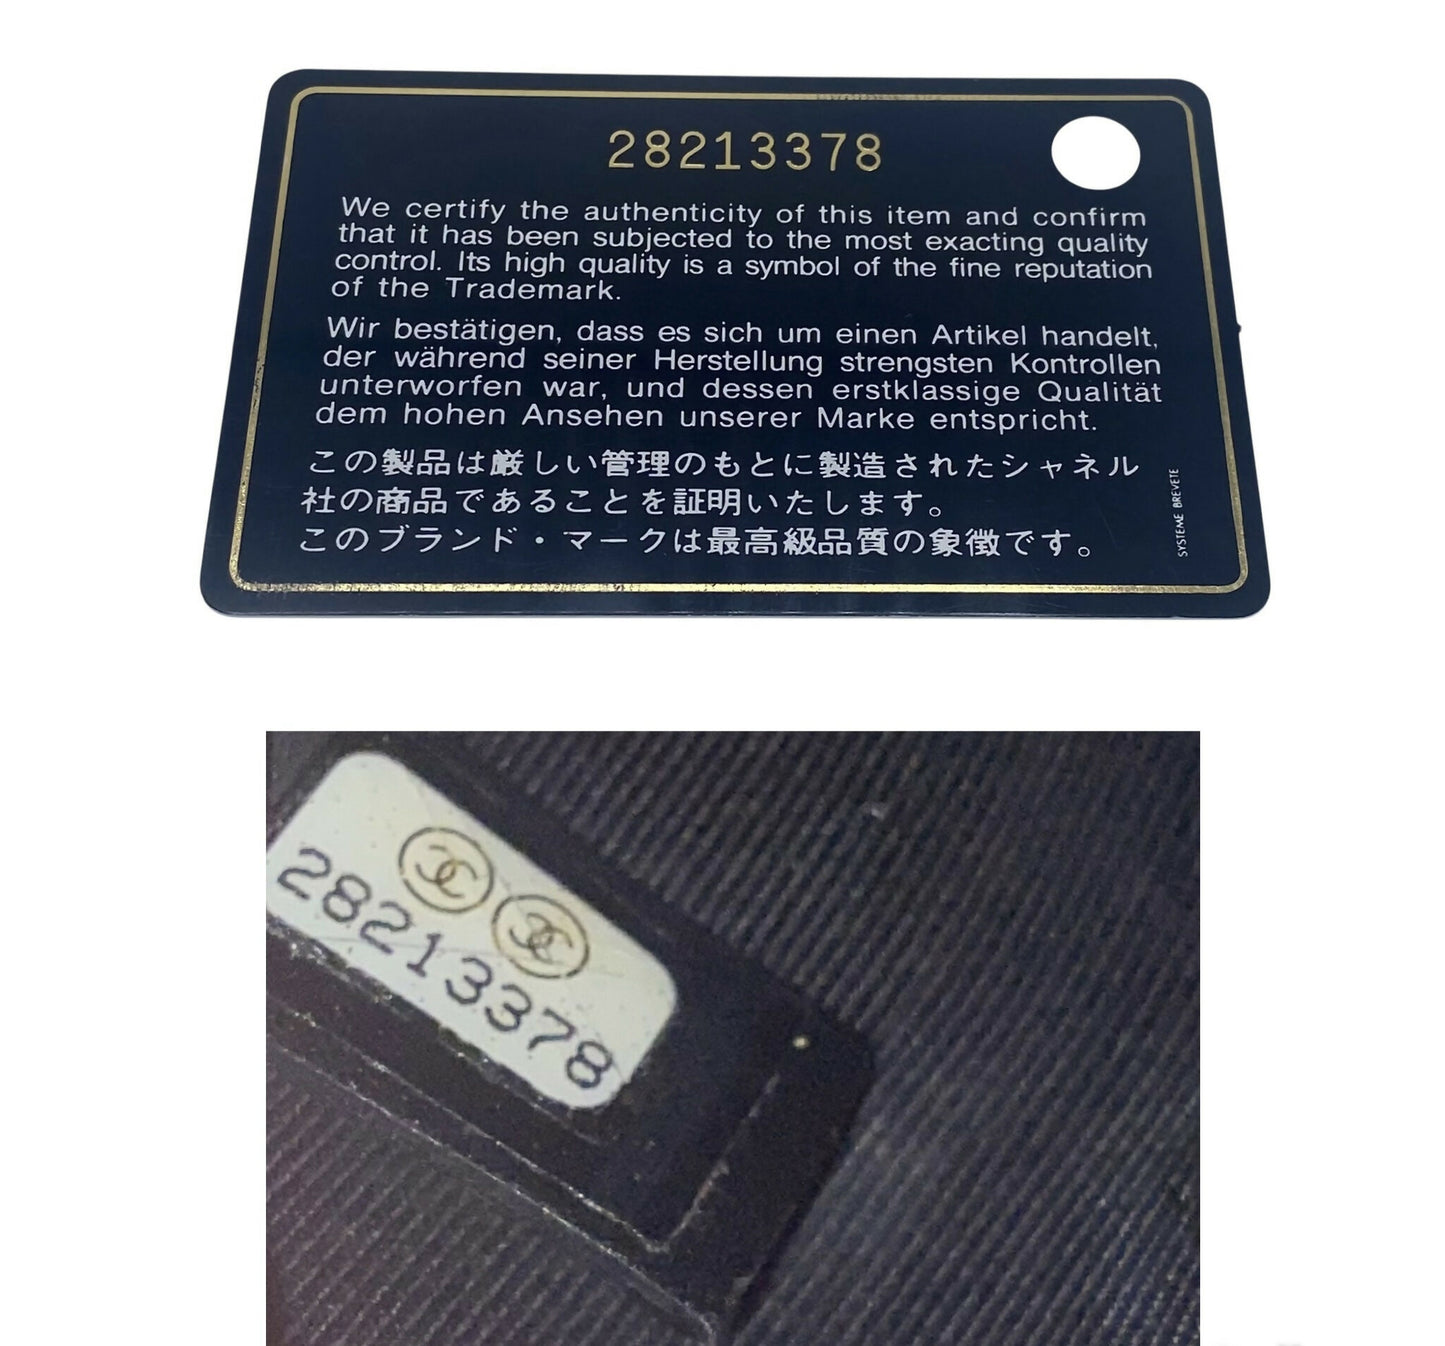 28213378
We certify the authenticity of this item and confirm
that it has been subjected to the most exacting quality
control. Its high quality is a symbol of the fine reputation
of the Trademark.
Wir bestätigen, dass es sich um einen Artikel handelt,
der während seiner Herstellung strengsten Kontrollen
unterworfen war, und dessen erstklassige Qualität
dem hohen Ansehen unserer Marke entspricht.
この製品は厳しい管理のもとに製造されたシャネル
社の商品であることを証明いたします。
このブランド・マークは最高級品質の象徴です。
SYSTEME BREVETE
28213378